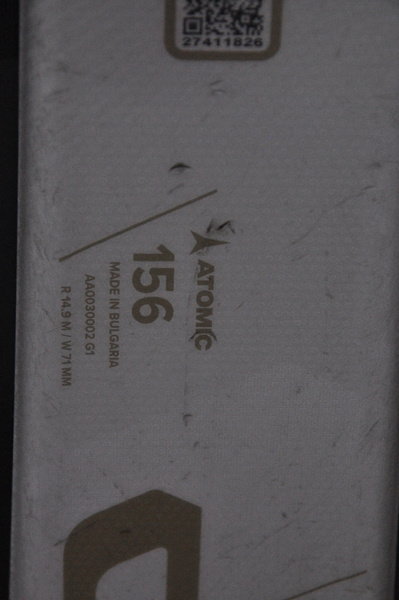 27411826
ATOMIC
156
MADE IN BULGARIA
AA0030002 G1
R 14.9 M / W 71 MM